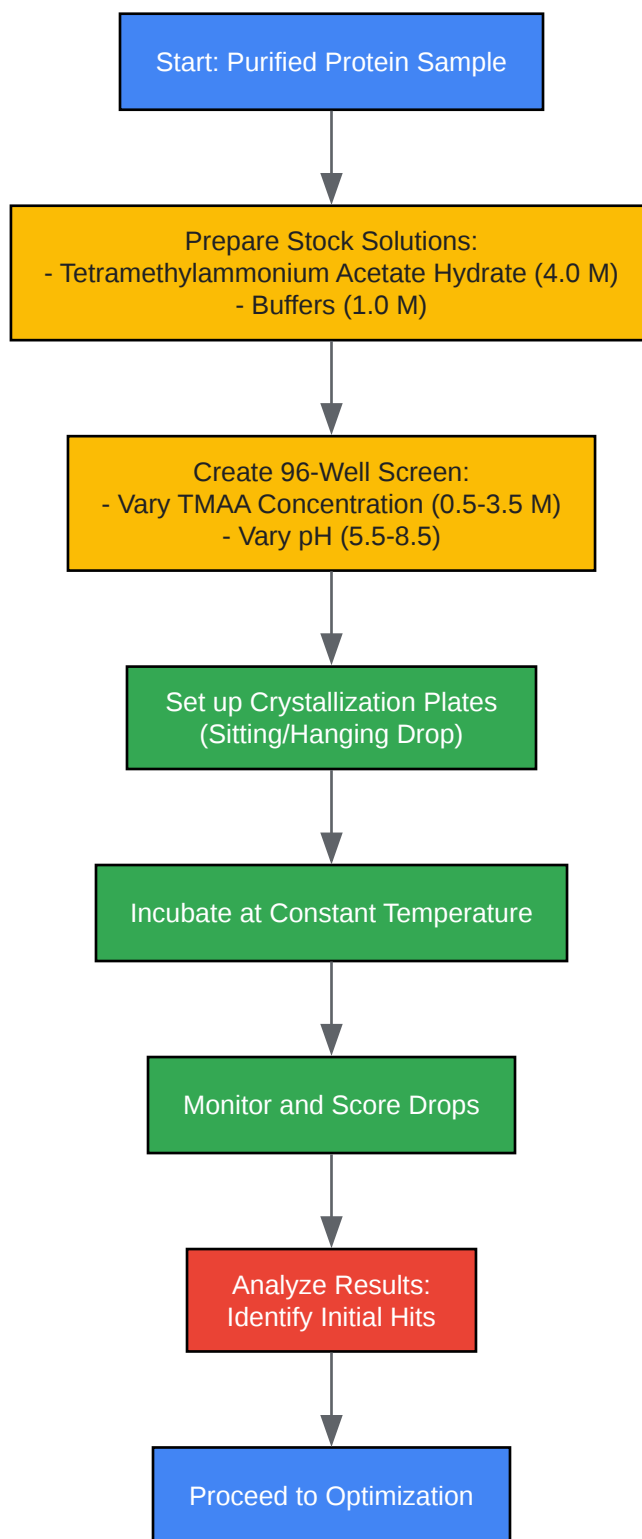 Start: Purified Protein Sample
Prepare Stock Solutions:
- Tetramethylammonium Acetate Hydrate (4.0 M)
- Buffers (1.0 M)
Create 96-Well Screen:
- Vary TMAA Concentration (0.5-3.5 M)
- Vary pH (5.5-8.5)
Set up Crystallization Plates
(Sitting/Hanging Drop)
Incubate at Constant Temperature
Monitor and Score Drops
Analyze Results:
Identify Initial Hits
Proceed to Optimization